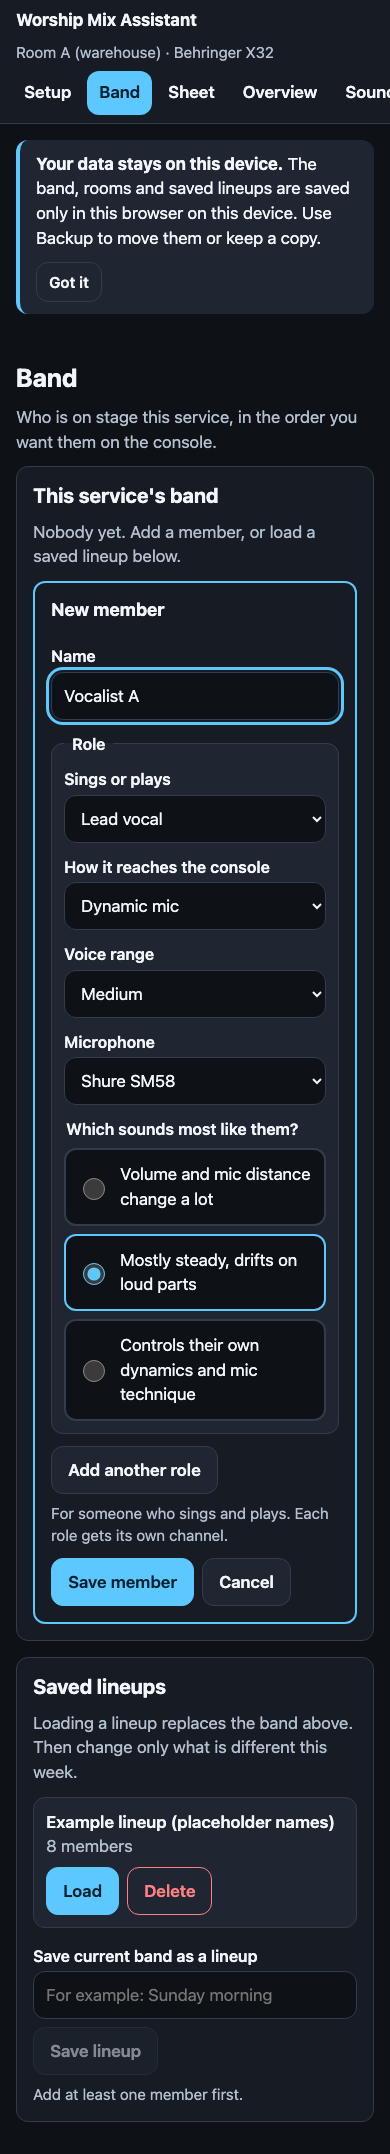 Worship Mix Assistant
Room A (warehouse) · Behringer X32
Setup Band Sheet Overview Soun
Your data stays on this device. The
band, rooms and saved lineups are saved
only in this browser on this device. Use
Backup to move them or keep a copy.
Got it
Band
Who is on stage this service, in the order you
want them on the console.
This service's band
Nobody yet. Add a member, or load a
saved lineup below.
New member
Name
Vocalist A
Role
Sings or plays
Lead vocal
How it reaches the console
Dynamic mic
Voice range
Medium
Microphone
Shure SM58
Which sounds most like them?
Volume and mic distance
change a lot
Mostly steady, drifts on
loud parts
Controls their own
dynamics and mic
technique
Add another role
For someone who sings and plays. Each
role gets its own channel.
Save member Cancel
Saved lineups
Loading a lineup replaces the band above.
Then change only what is different this
week.
Example lineup (placeholder names)
8 members
Load Delete
Save current band as a lineup
For example: Sunday morning
Save lineup
Add at least one member first.